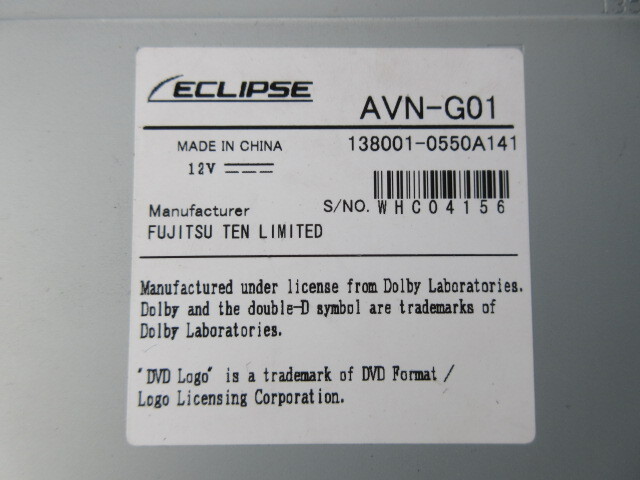 ECLIPSE
AVN-G01
MADE IN CHINA
138001-0550A141
12V
S/NO. WHC04156
Manufacturer
FUJITSU TEN LIMITED
Manufactured under license from Dolby Laboratories.
Dolby and the double-D symbol are trademarks of
Dolby Laboratories.
"DVD Logo" is a trademark of DVD Format /
Logo Licensing Corporation.